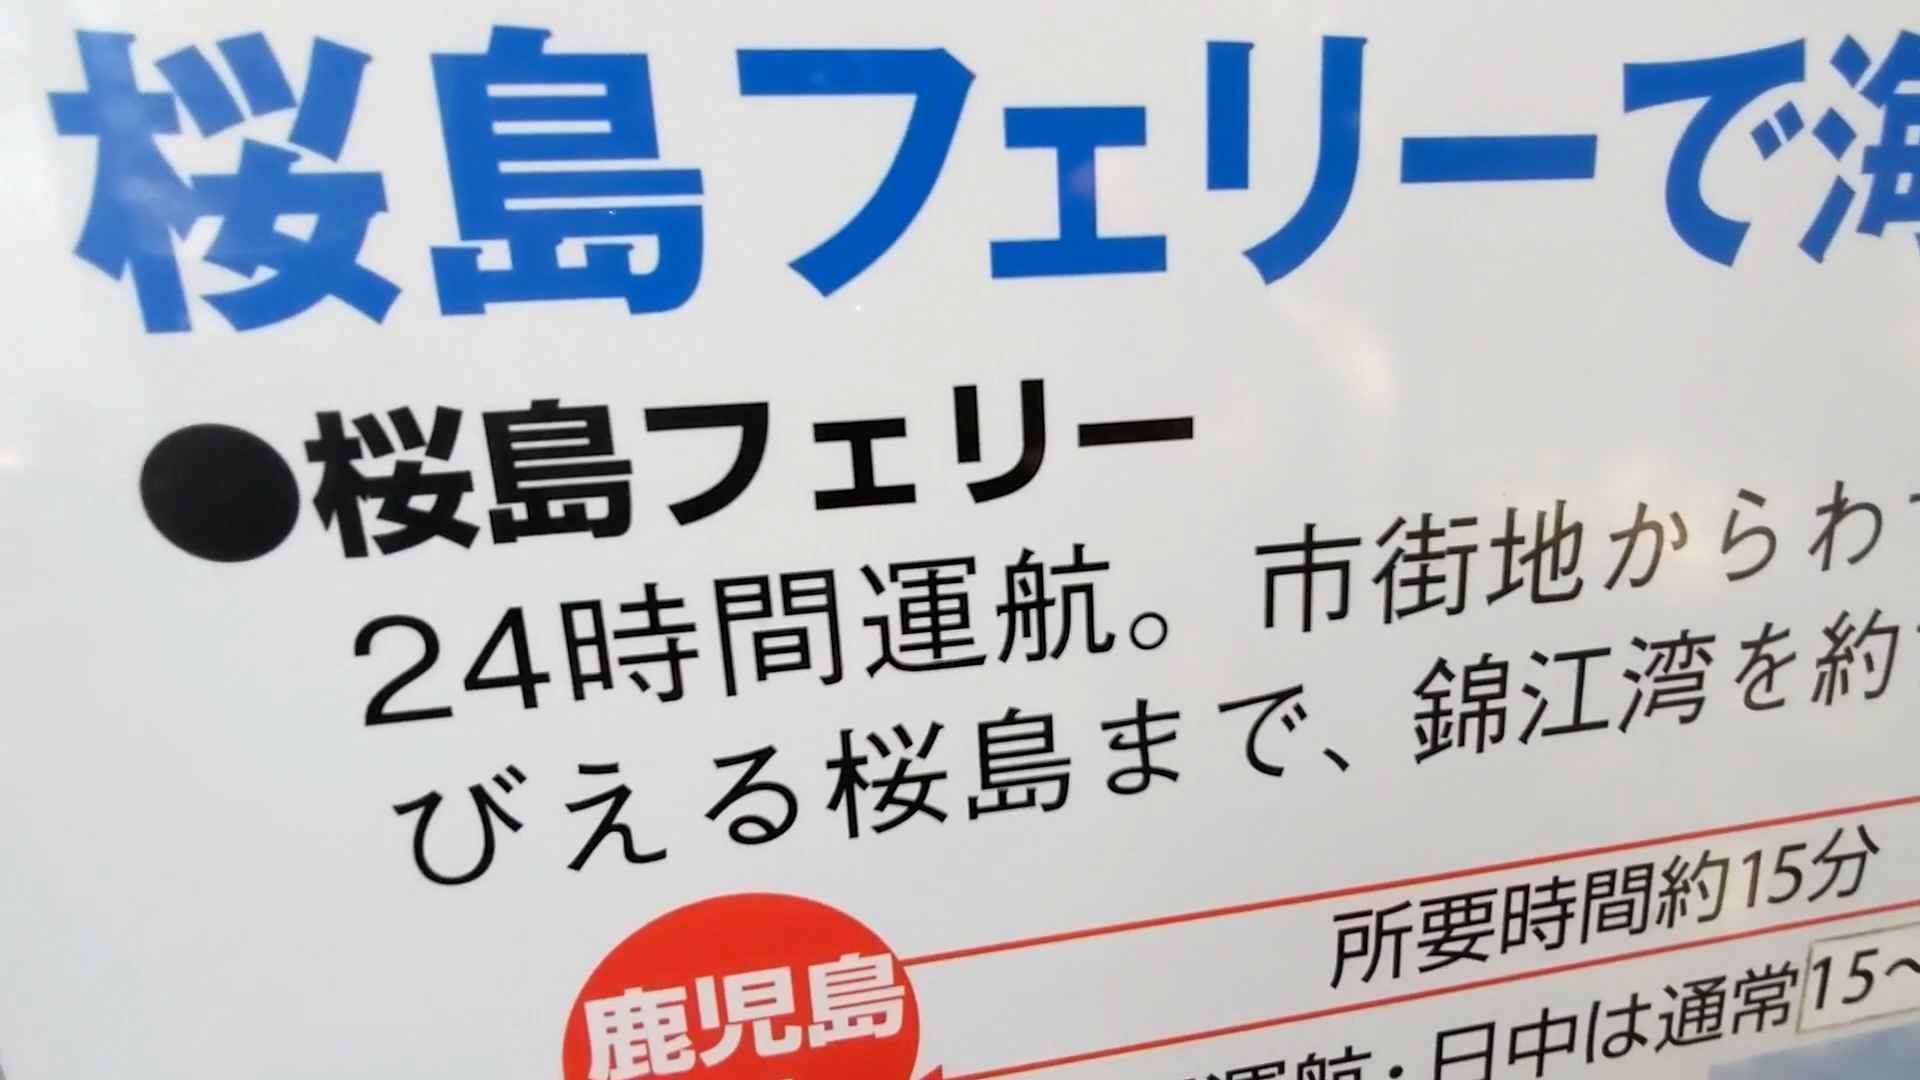 桜島フェリーで海
●桜島フェリー
24時間運航。市街地からわ
びえる桜島まで、錦江湾を約
所要時間約15分
鹿児島
運航・日中は通常15〜